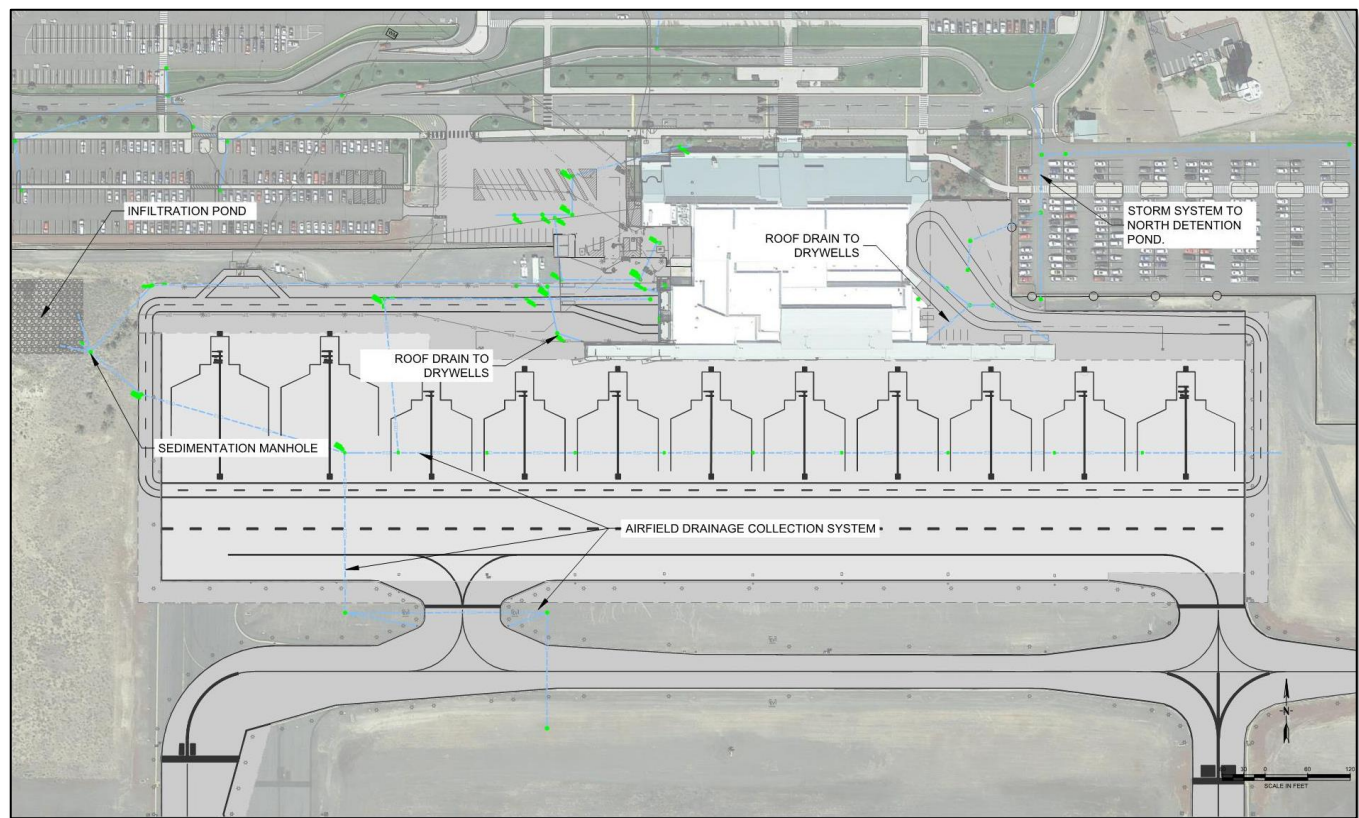 INFILTRATION POND
STORM SYSTEM TO
NORTH DETENTION
POND.
ROOF DRAIN TO
DRYWELLS
ROOF DRAIN TO
DRYWELLS
SEDIMENTATION MANHOLE
AIRFIELD DRAINAGE COLLECTION SYSTEM
N
30 0 60 120
SCALE IN FEET